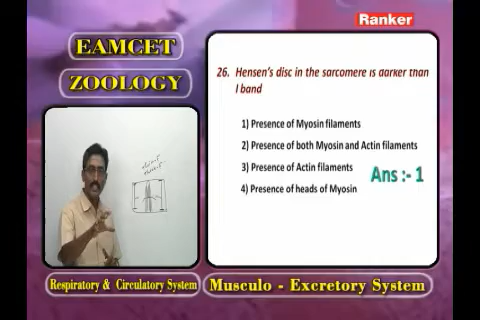 Ranker
EAMCET
ZOOLOGY
26. Hensen's disc in the sarcomere is darker than
I band
1) Presence of Myosin filaments
2) Presence of both Myosin and Actin filaments
3) Presence of Actin filaments
4) Presence of heads of Myosin
Ans :- 1
Respiratory & Circulatory System
Musculo - Excretory System